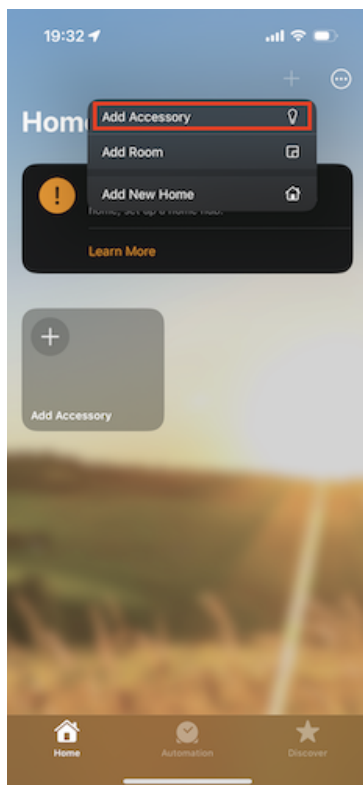 19:32
Home
Add Accessory
Add Room
Add New Home
home, set up a home hub.
Learn More
Add Accessory
Home
Automation
Discover